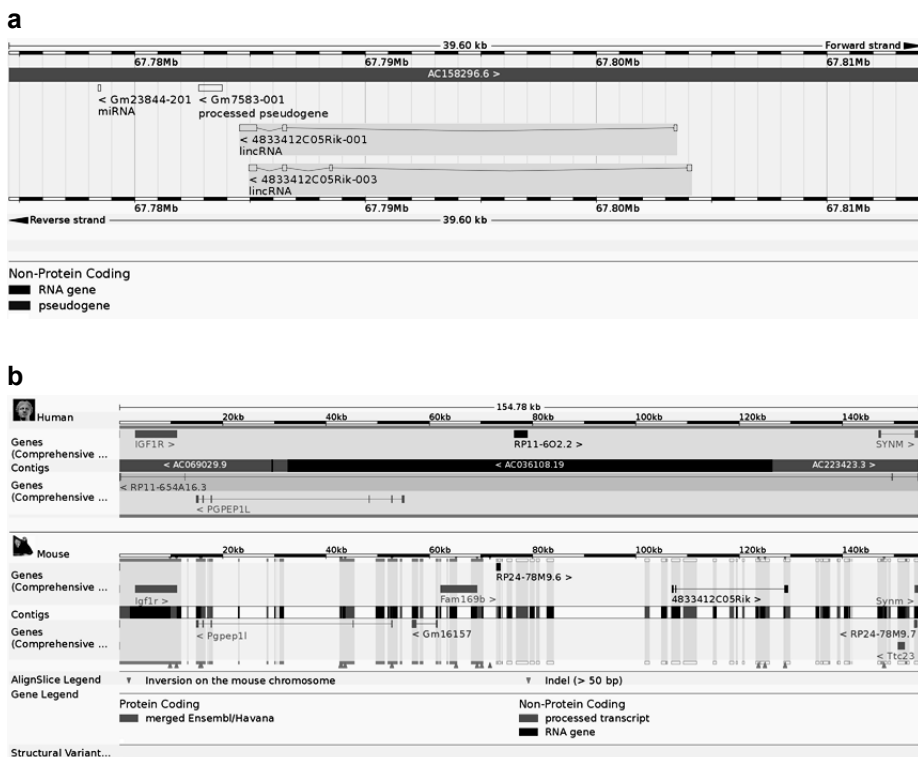 a
39.60 kb
Forward strand
67.78Mb 67.79Mb 67.80Mb 67.81Mb
AC158296.6 >
< Gm23844-201 < Gm7583-001
miRNA processed pseudogene
< 4833412C05Rik-001
lincRNA
< 4833412C05Rik-003
lincRNA
67.78Mb 67.79Mb 67.80Mb 67.81Mb
Reverse strand 39.60 kb
Non-Protein Coding
RNA gene
pseudogene
b
154.78 kb
Human
20kb 40kb 60kb 80kb 100kb 120kb 140kb
Genes
(Comprehensive ...
IGF1R > RP11-6O2.2 > SYNM >
Contigs < AC069029.9 < AC036108.19 AC223423.3 >
Genes
(Comprehensive ...
< RP11-654A16.3
< PGPEP1L
Mouse
20kb 40kb 60kb 80kb 100kb 120kb 140kb
Genes
(Comprehensive ...
RP24-78M9.6 >
Igf1r > Fam169b > 4833412C05Rik > Synm >
Contigs
Genes
(Comprehensive ...
< Pgpep1l < Gm16157 < RP24-78M9.7
< Ttc23
AlignSlice Legend Inversion on the mouse chromosome Indel (> 50 bp)
Gene Legend
Protein Coding Non-Protein Coding
merged Ensembl/Havana processed transcript
RNA gene
Structural Variant...